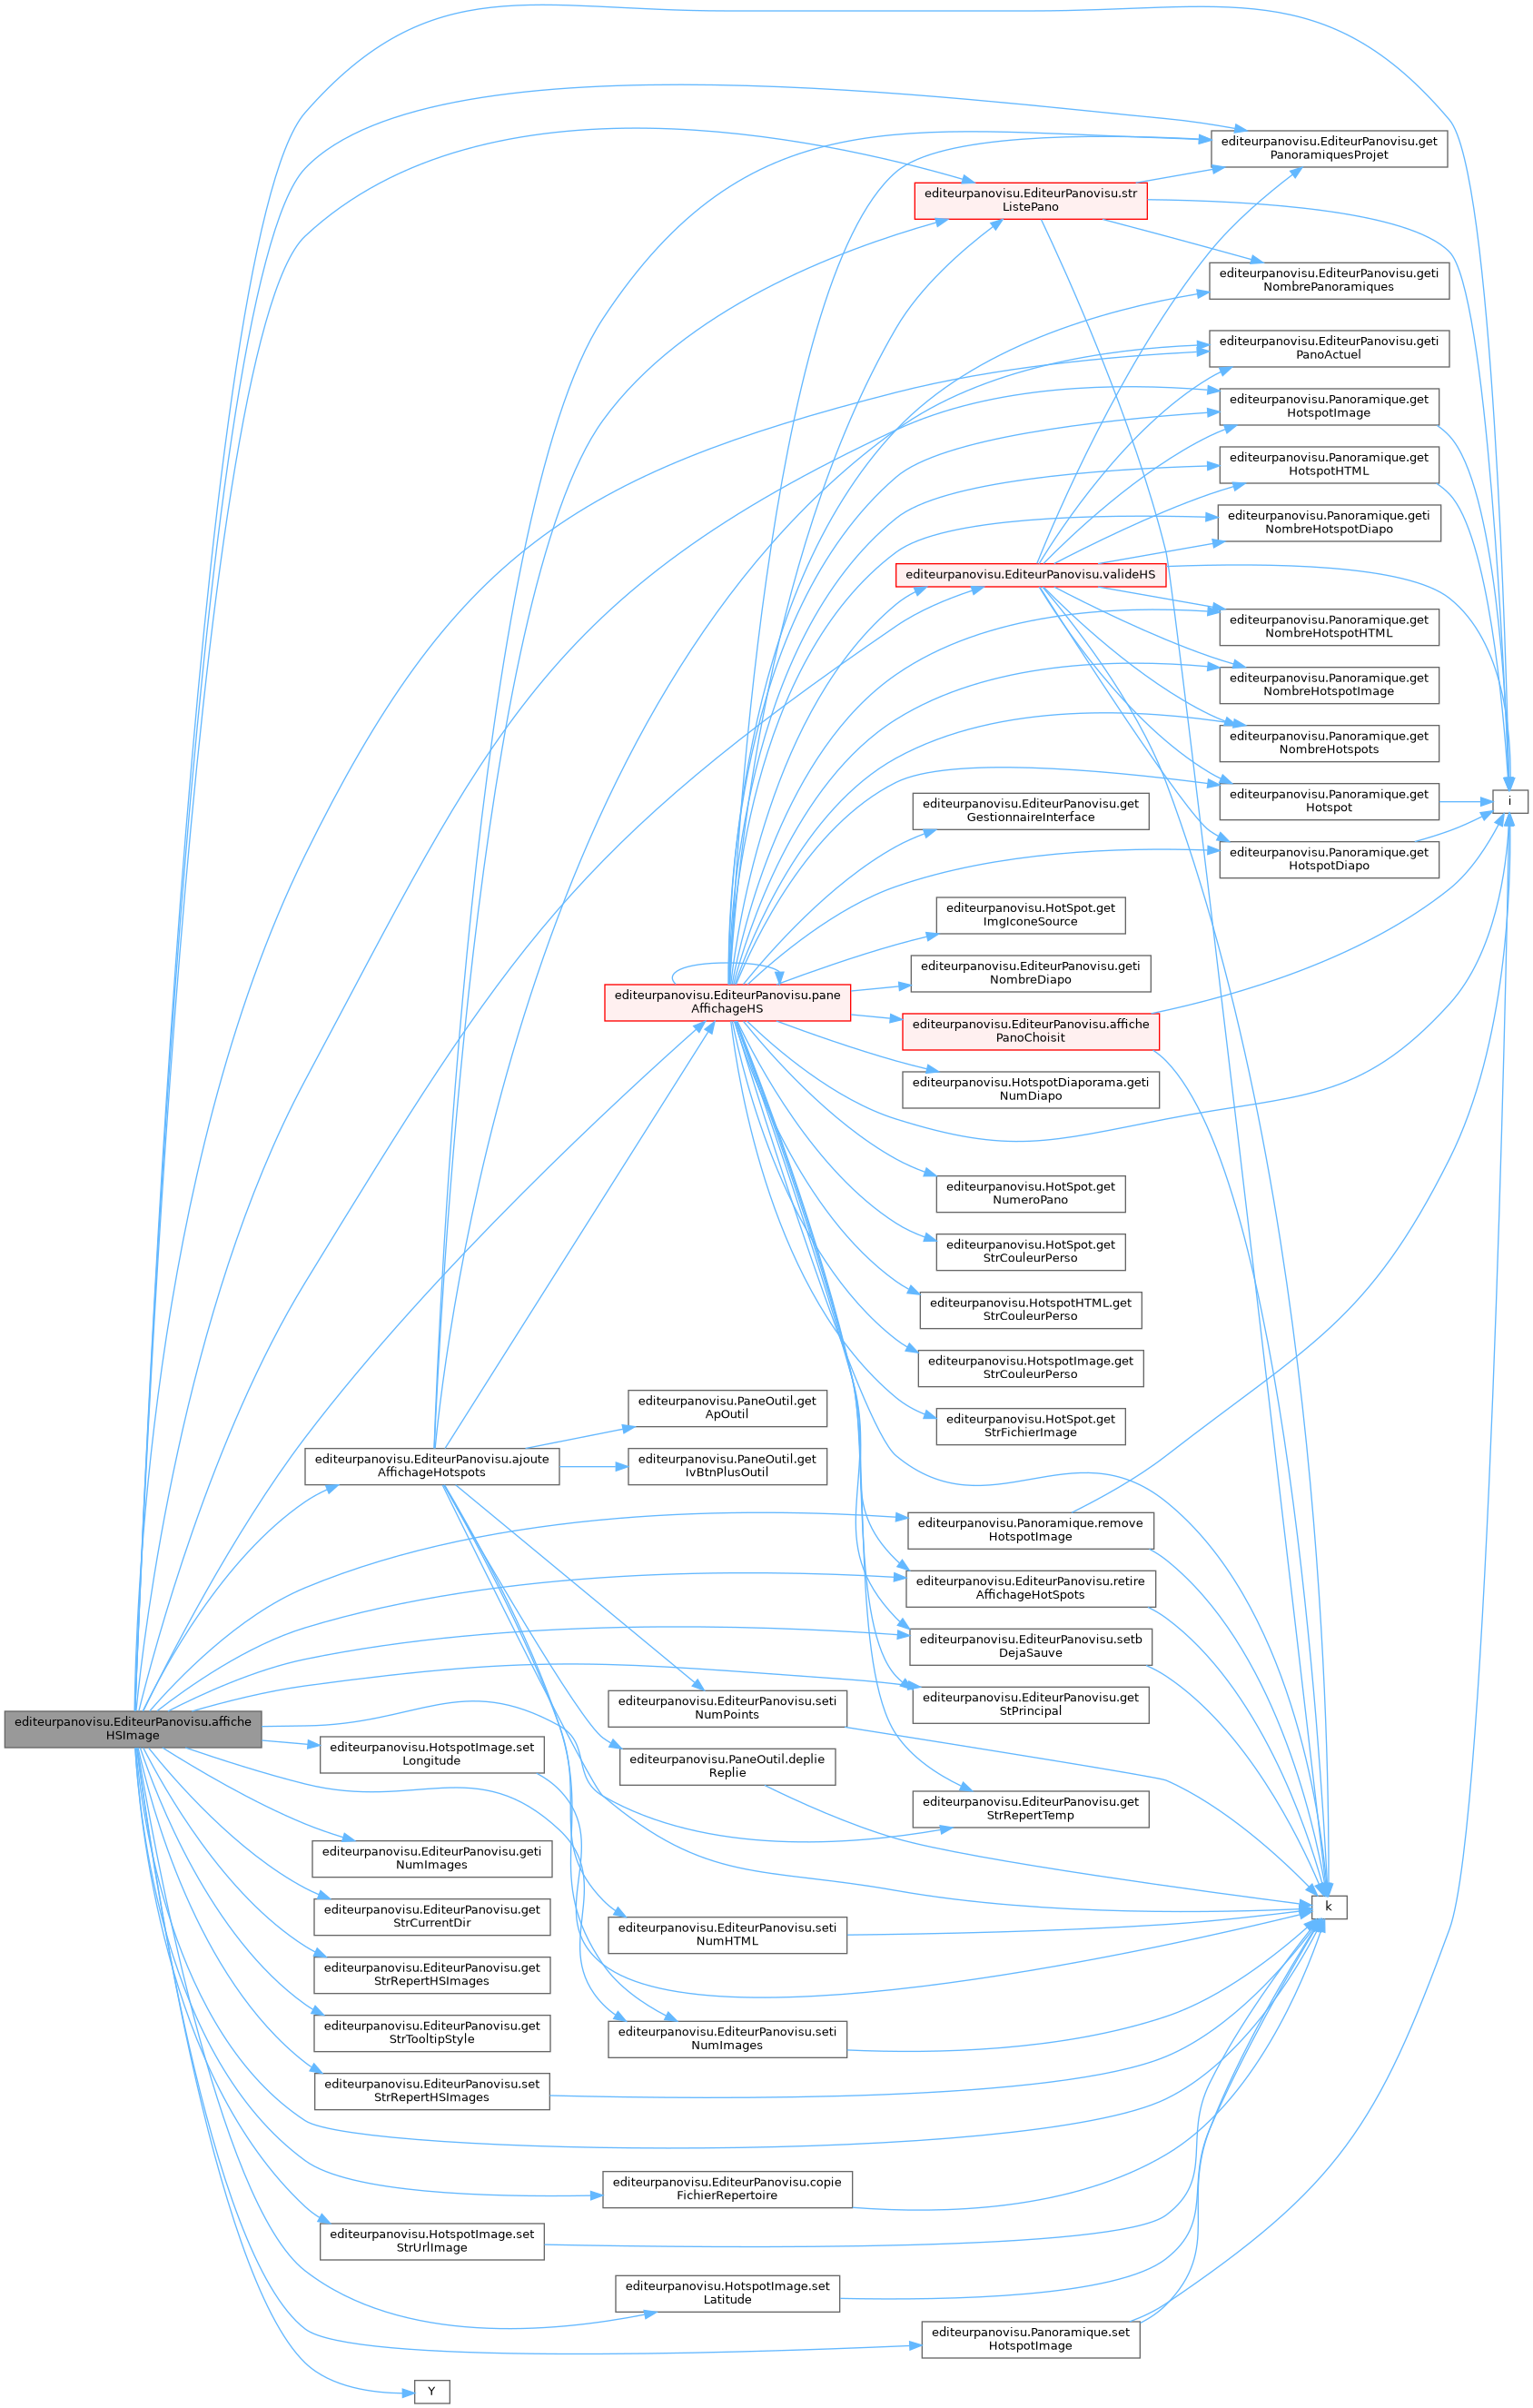 editeurpanovisu.EditeurPanovisu.get
PanoramiquesProjet
editeurpanovisu.EditeurPanovisu.str
ListePano
editeurpanovisu.EditeurPanovisu.geti
NombrePanoramiques
editeurpanovisu.EditeurPanovisu.geti
PanoActuel
editeurpanovisu.Panoramique.get
HotspotImage
editeurpanovisu.Panoramique.get
HotspotHTML
editeurpanovisu.Panoramique.geti
NombreHotspotDiapo
editeurpanovisu.EditeurPanovisu.valideHS
editeurpanovisu.Panoramique.get
NombreHotspotHTML
editeurpanovisu.Panoramique.get
NombreHotspotImage
editeurpanovisu.Panoramique.get
NombreHotspots
editeurpanovisu.Panoramique.get
Hotspot
i
editeurpanovisu.EditeurPanovisu.get
GestionnaireInterface
editeurpanovisu.Panoramique.get
HotspotDiapo
editeurpanovisu.HotSpot.get
ImgIconeSource
editeurpanovisu.EditeurPanovisu.geti
NombreDiapo
editeurpanovisu.EditeurPanovisu.pane
AffichageHS
editeurpanovisu.EditeurPanovisu.affiche
PanoChoisit
editeurpanovisu.HotspotDiaporama.geti
NumDiapo
editeurpanovisu.HotSpot.get
NumeroPano
editeurpanovisu.HotSpot.get
StrCouleurPerso
editeurpanovisu.HotspotHTML.get
StrCouleurPerso
editeurpanovisu.HotspotImage.get
StrCouleurPerso
editeurpanovisu.HotSpot.get
StrFichierImage
editeurpanovisu.PaneOutil.get
ApOutil
editeurpanovisu.EditeurPanovisu.ajoute
AffichageHotspots
editeurpanovisu.PaneOutil.get
IvBtnPlusOutil
editeurpanovisu.Panoramique.remove
HotspotImage
editeurpanovisu.EditeurPanovisu.retire
AffichageHotSpots
editeurpanovisu.EditeurPanovisu.setb
DejaSauve
editeurpanovisu.EditeurPanovisu.get
StPrincipal
editeurpanovisu.EditeurPanovisu.seti
NumPoints
editeurpanovisu.EditeurPanovisu.affiche
HSImage
editeurpanovisu.HotspotImage.set
Longitude
editeurpanovisu.PaneOutil.deplie
Replie
editeurpanovisu.EditeurPanovisu.get
StrRepertTemp
editeurpanovisu.EditeurPanovisu.geti
NumImages
editeurpanovisu.EditeurPanovisu.get
StrCurrentDir
k
editeurpanovisu.EditeurPanovisu.seti
NumHTML
editeurpanovisu.EditeurPanovisu.get
StrRepertHSImages
editeurpanovisu.EditeurPanovisu.get
StrTooltipStyle
editeurpanovisu.EditeurPanovisu.seti
NumImages
editeurpanovisu.EditeurPanovisu.set
StrRepertHSImages
editeurpanovisu.EditeurPanovisu.copie
FichierRepertoire
editeurpanovisu.HotspotImage.set
StrUrlImage
editeurpanovisu.HotspotImage.set
Latitude
editeurpanovisu.Panoramique.set
HotspotImage
Y